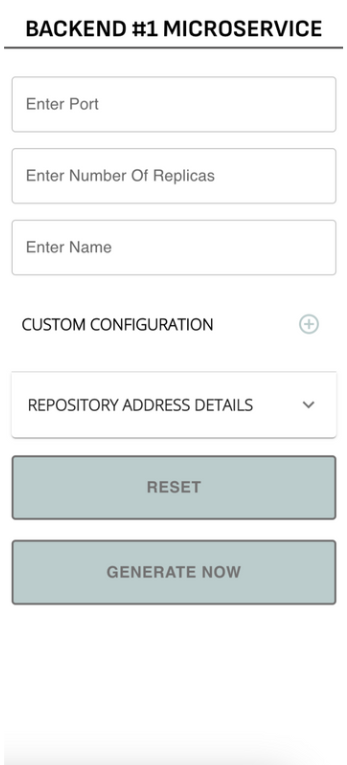 BACKEND #1 MICROSERVICE
Enter Port
Enter Number Of Replicas
Enter Name
CUSTOM CONFIGURATION
REPOSITORY ADDRESS DETAILS
RESET
GENERATE NOW